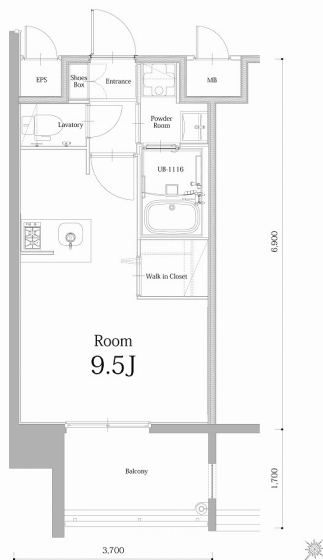 EPS
Shoes
Box
Entrance
MB
Lavatory
Powder
Room
UB-1116
Walk in Closet
6,900
Room
9.5J
Balcony
1,700
3,700